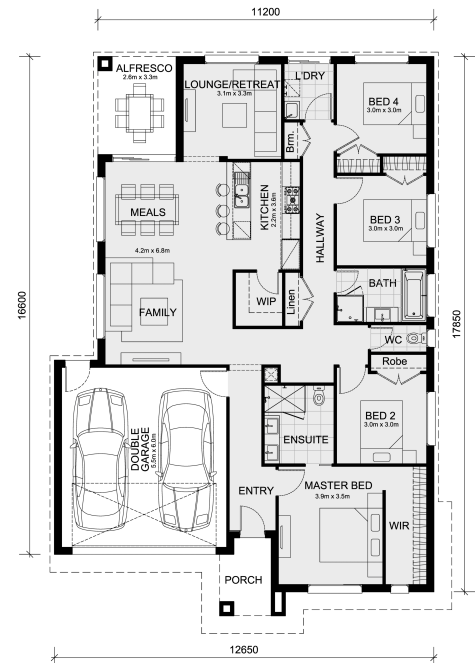 11200
ALFRESCO
2.6m x 3.3m
LOUNGE/RETREAT
3.1m x 3.3m
L'DRY
BED 4
3.0m x 3.0m
Brm.
MEALS
4.2m x 6.8m
KITCHEN
2.2m x 3.6m
HALLWAY
BED 3
3.0m x 3.0m
16600
17850
FAMILY
WIP
Linen
BATH
WC
Robe
BED 2
3.0m x 3.0m
DOUBLE
GARAGE
5.5m x 6.0m
ENSUITE
ENTRY
MASTER BED
3.9m x 3.5m
WIR
PORCH
12650